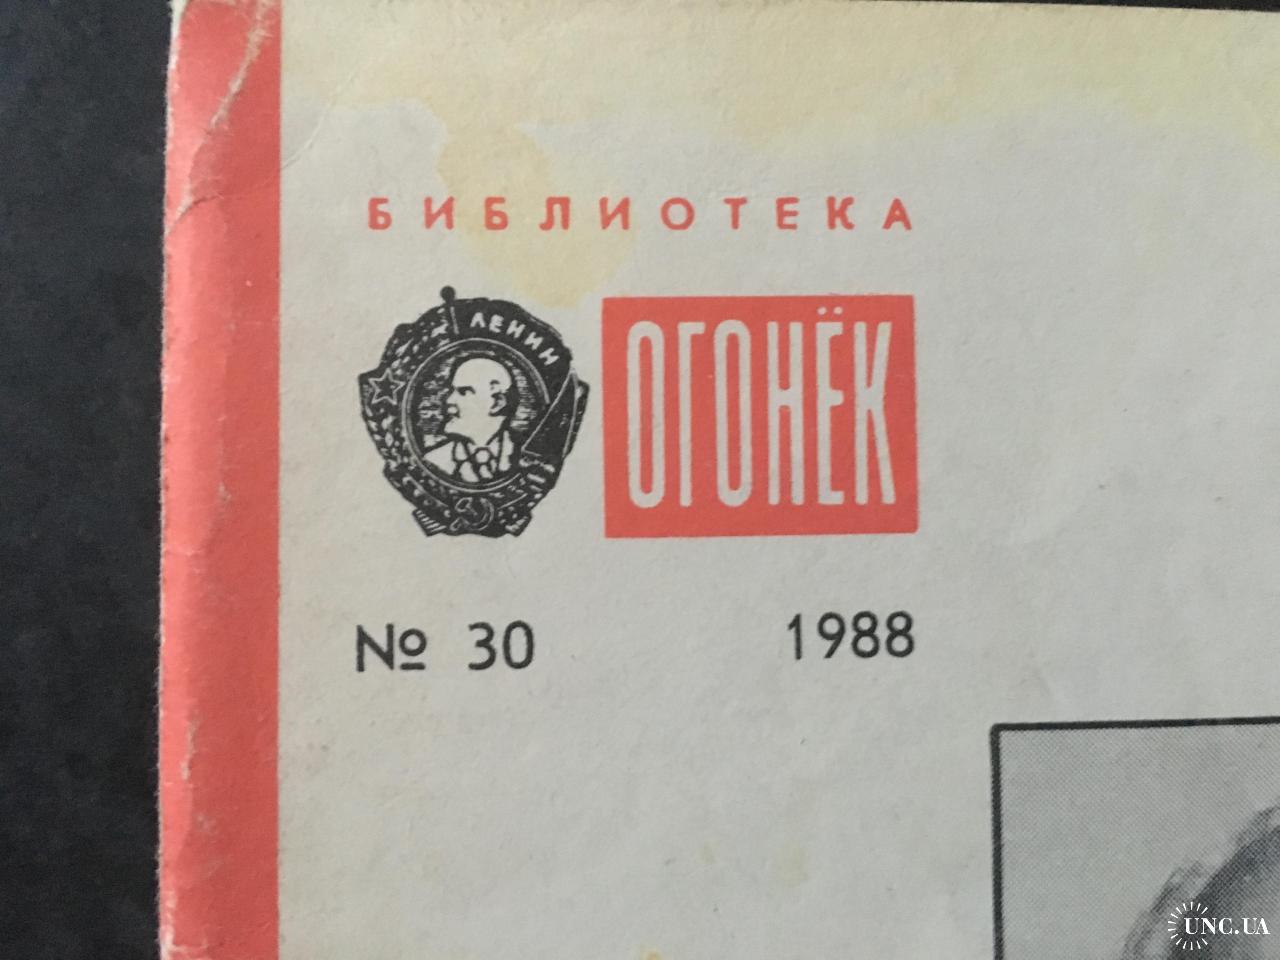 БИБЛИОТЕКА
ЛЕНИН
ОГОНЁК
№ 30 1988
UNC.UA